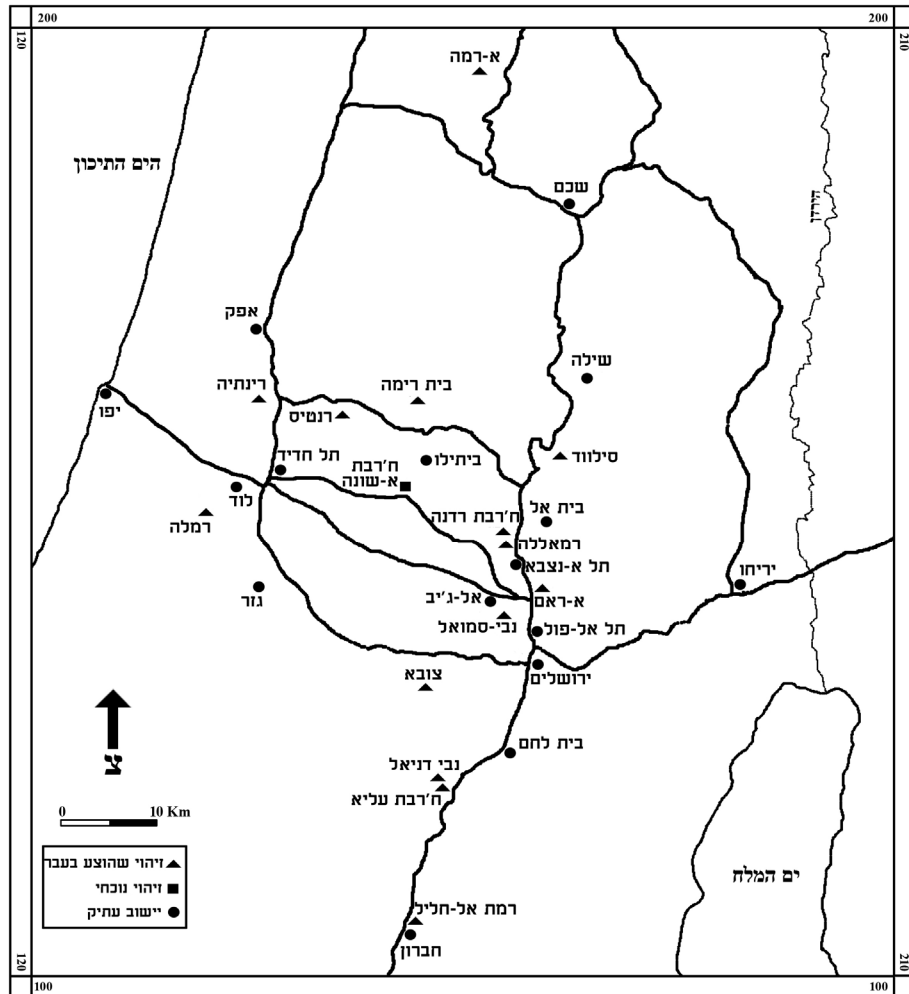 200
200
120
210
א-רמה
הים התיכון
שכם
הירדן
אפק
שילה
רינתיה
בית רימה
יפו
רנטיס
סילווד
תל חדיד
ביתילו
ח'רבת
א-שונה
לוד
בית אל
רמלה
ח'רבת רדנה
רמאללה
תל א-נצבא
יריחו
גזר
אל-ג'יב
א-ראם
נבי-סמואל
תל אל-פול
ירושלים
צובא
בית לחם
נבי דניאל
ח'רבת עליא
צ
0
10 Km
זיהוי שהוצע בעבר
זיהוי נוכחי
יישוב עתיק
ים המלח
רמת אל-חליל
חברון
120
210
100
100